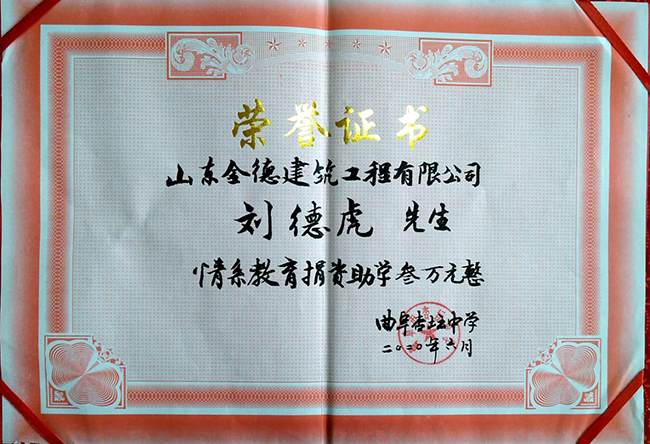 荣誉证书
山东全德建筑工程有限公司
刘德虎 先生
情系教育捐资助学叁万元整
曲阜杏坛中学
二〇二〇年六月